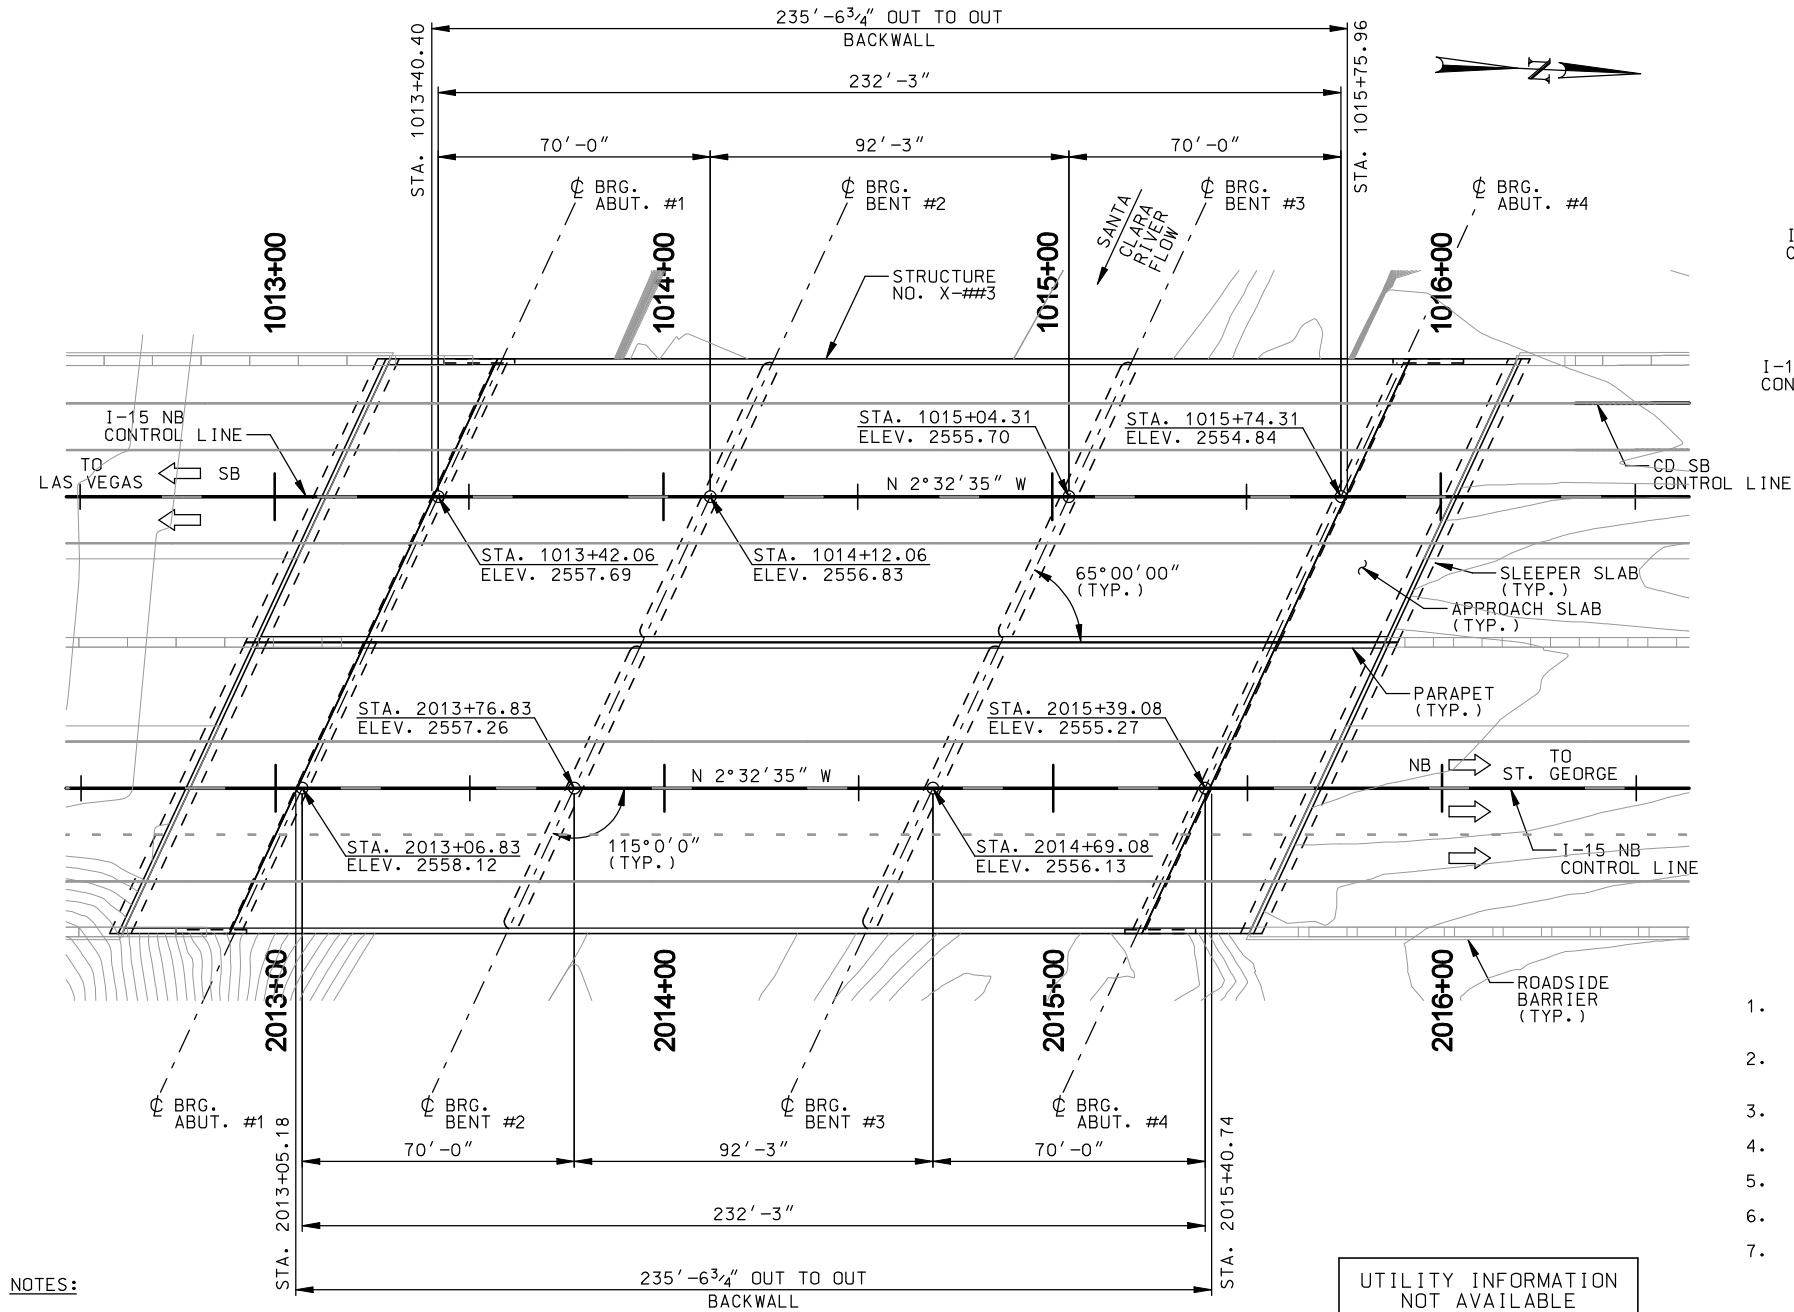 235'-6¾" OUT TO OUT
BACKWALL
STA. 1013+40.40
STA. 1015+75.96
N
232'-3"
70'-0"
92'-3"
70'-0"
℄ BRG.
ABUT. #1
℄ BRG.
BENT #2
℄ BRG.
BENT #3
℄ BRG.
ABUT. #4
SANTA
CLARA
RIVER
FLOW
1013+00
1014+00
1015+00
1016+00
STRUCTURE
NO. X-##3
I-15 NB
CONTROL LINE
STA. 1015+04.31
ELEV. 2555.70
STA. 1015+74.31
ELEV. 2554.84
I-1
CON
TO
LAS VEGAS
SB
N 2°32'35" W
CD SB
CONTROL LINE
STA. 1013+42.06
ELEV. 2557.69
STA. 1014+12.06
ELEV. 2556.83
65°00'00"
(TYP.)
SLEEPER SLAB
(TYP.)
APPROACH SLAB
(TYP.)
STA. 2013+76.83
ELEV. 2557.26
STA. 2015+39.08
ELEV. 2555.27
PARAPET
(TYP.)
N 2°32'35" W
NB
TO
ST. GEORGE
STA. 2013+06.83
ELEV. 2558.12
115°0'0"
(TYP.)
STA. 2014+69.08
ELEV. 2556.13
I-15 NB
CONTROL LINE
2013+00
2014+00
2015+00
2016+00
ROADSIDE
BARRIER
(TYP.)
℄ BRG.
ABUT. #1
℄ BRG.
BENT #2
℄ BRG.
BENT #3
℄ BRG.
ABUT. #4
STA. 2013+05.18
STA. 2015+40.74
70'-0"
92'-3"
70'-0"
232'-3"
235'-6¾" OUT TO OUT
BACKWALL
NOTES:
1.
2.
3.
4.
5.
6.
7.
UTILITY INFORMATION
NOT AVAILABLE